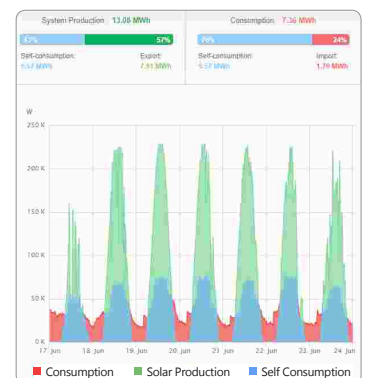 System Production 13.08 MWh
Consumption 7.36 MWh
43%
57%
76%
24%
Self-consumption:
Export:
Self-consumption:
Import:
5.57 MWh
7.51 MWh
5.57 MWh
1.79 MWh
W
250 K
200 K
150 K
100 K
50 K
0 K
17. Jun
18. Jun
19. Jun
20. Jun
21. Jun
22. Jun
23. Jun
24. Jun
Consumption
Solar Production
Self Consumption